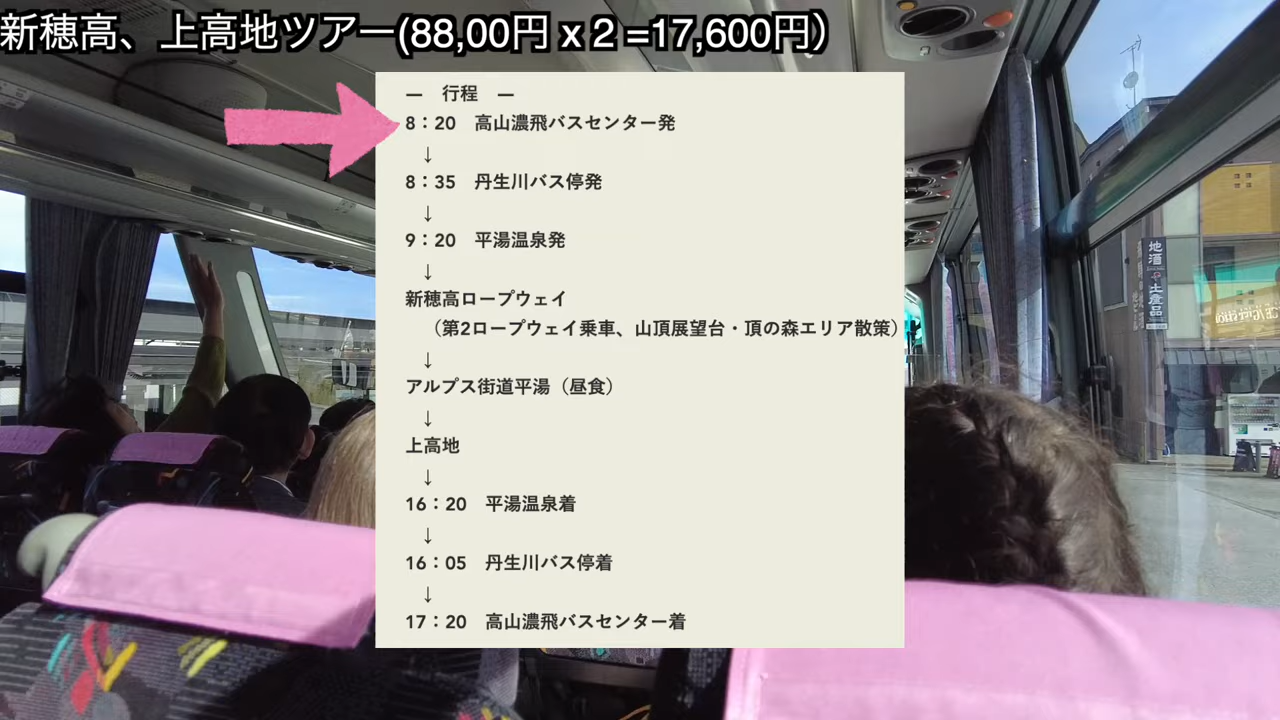 新穂高、上高地ツアー(88,00円 x 2 =17,600円）
ー　行程　ー
8：20　高山濃飛バスセンター発
↓
8：35　丹生川バス停発
↓
9：20　平湯温泉発
↓
新穂高ロープウェイ
（第2ロープウェイ乗車、山頂展望台・頂の森エリア散策）
↓
アルプス街道平湯（昼食）
↓
上高地
↓
16：20　平湯温泉着
↓
16：05　丹生川バス停着
↓
17：20　高山濃飛バスセンター着
地酒
土産品